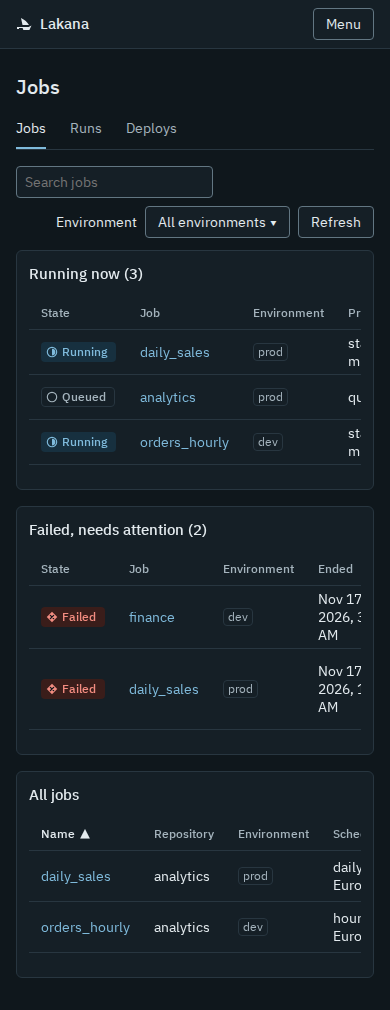 Lakana
Menu
Jobs
Jobs Runs Deploys
Search jobs
Environment All environments Refresh
Running now (3)
State Job Environment
Running daily_sales prod
Queued analytics prod
Running orders_hourly dev
Failed, needs attention (2)
State Job Environment Ended
Failed finance dev Nov 17
2026,
AM
Failed daily_sales prod Nov 17
2026,
AM
All jobs
Name ▲ Repository Environment
daily_sales analytics prod daily
Euro
orders_hourly analytics dev
Euro